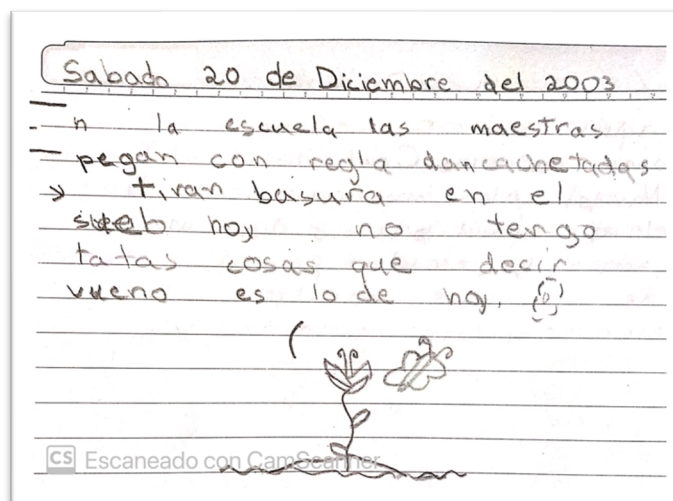 Sabado 20 de Diciembre del 2003
n la escuela las maestras
pegan con regla dan cachetadas
y tiran basura en el
hoy no tengo
tatas cosas que decir
vueno es lo de hoy.
CS Escaneado con CamScanner